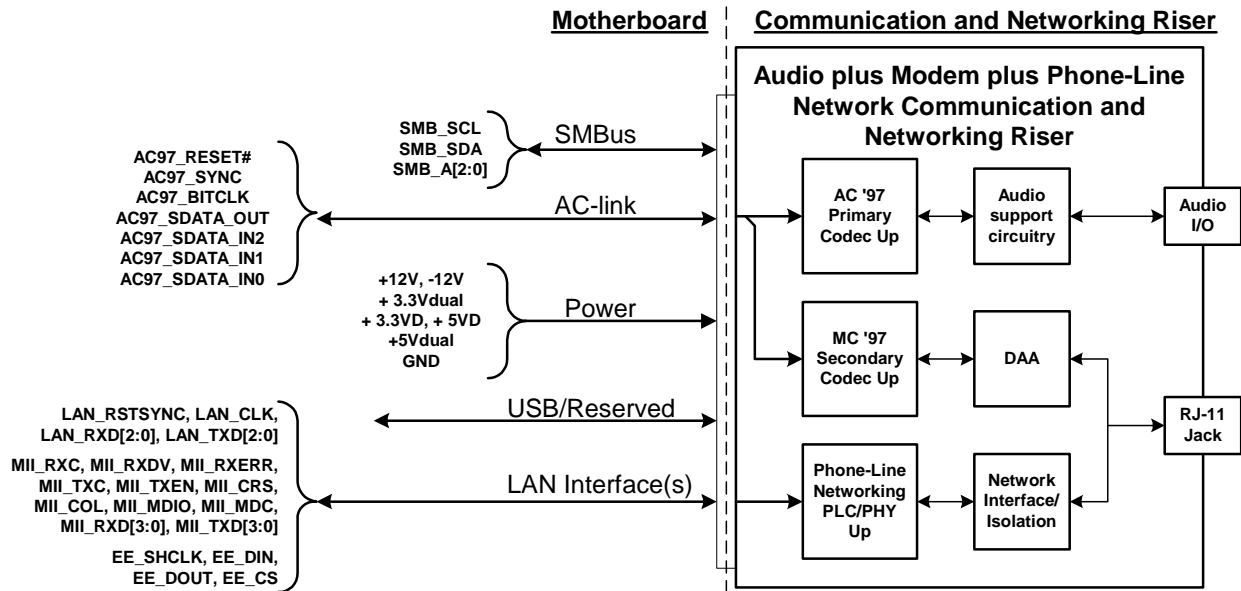 Motherboard
Communication and Networking Riser
Audio plus Modem plus Phone-Line
Network Communication and
Networking Riser
SMB_SCL
SMB_SDA
SMB_A[2:0]
SMBus
AC97_RESET#
AC97_SYNC
AC97_BITCLK
AC97_SDATA_OUT
AC97_SDATA_IN2
AC97_SDATA_IN1
AC97_SDATA_IN0
AC-link
AC '97
Primary
Codec Up
Audio
support
circuitry
Audio
I/O
+12V, -12V
+ 3.3Vdual
+ 3.3VD, + 5VD
+5Vdual
GND
Power
MC '97
Secondary
Codec Up
DAA
USB/Reserved
RJ-11
Jack
LAN_RSTSYNC, LAN_CLK,
LAN_RXD[2:0], LAN_TXD[2:0]
MII_RXC, MII_RXDV, MII_RXERR,
MII_TXC, MII_TXEN, MII_CRS,
MII_COL, MII_MDIO, MII_MDC,
MII_RXD[3:0], MII_TXD[3:0]
EE_SHCLK, EE_DIN,
EE_DOUT, EE_CS
LAN Interface(s)
Phone-Line
Networking
PLC/PHY
Up
Network
Interface/
Isolation